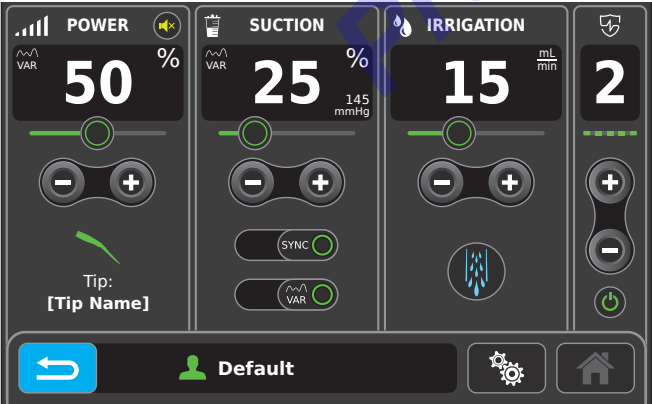 POWER
VAR
50
%
Tip:
[Tip Name]
SUCTION
VAR
25
%
145
mmHg
SYNC
VAR
IRRIGATION
15
mL
min
2
Default